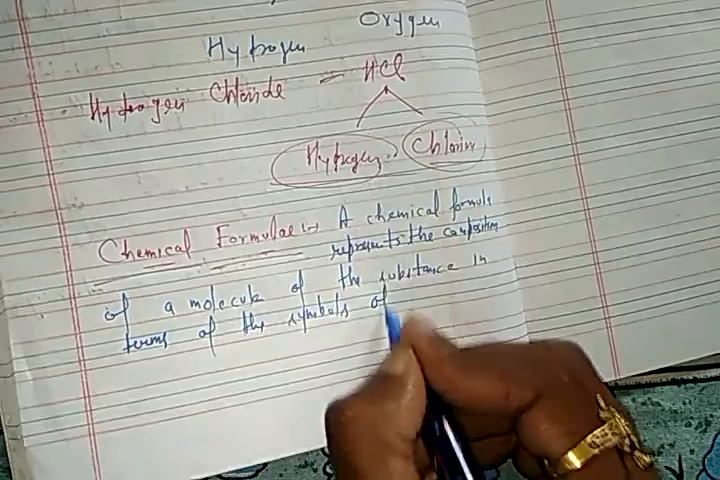 Oxygen
Hydrogen
Hydrogen Chloride = HCl
Hydrogen Chlorine
Chemical Formulae :→ A chemical formula
represents the composition
of a molecule of the substance in
terms of the symbols of